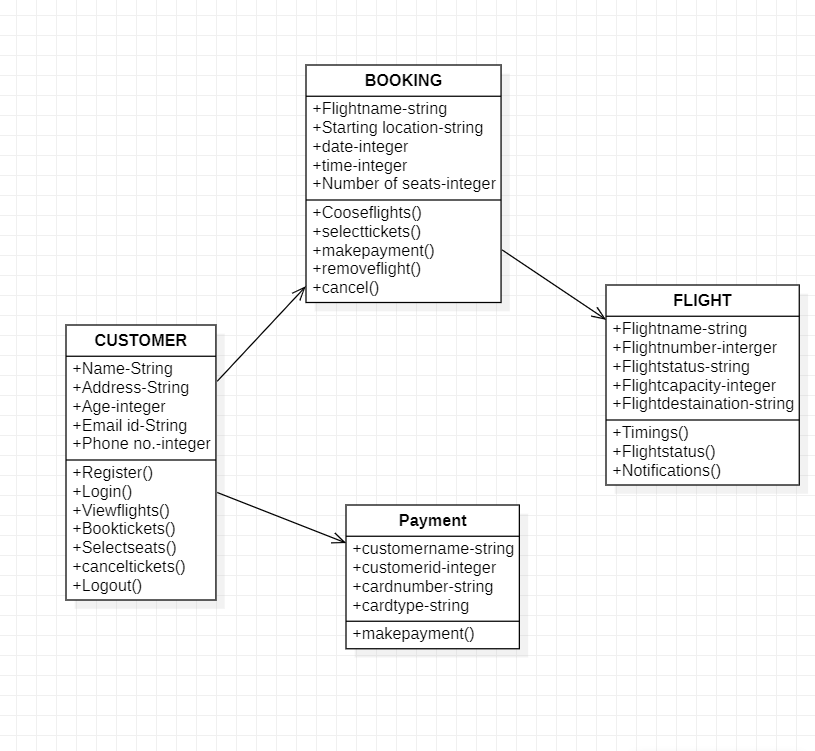 BOOKING
+Flightname-string
+Starting location-string
+date-integer
+time-integer
+Number of seats-integer
+Cooseflights()
+selecttickets()
+makepayment()
+removeflight()
+cancel()
FLIGHT
+Flightname-string
+Flightnumber-interger
+Flightstatus-string
+Flightcapacity-integer
+Flightdestaination-string
+Timings()
+Flightstatus()
+Notifications()
CUSTOMER
+Name-String
+Address-String
+Age-integer
+Email id-String
+Phone no.-integer
+Register()
+Login()
+Viewflights()
+Booktickets()
+Selectseats()
+canceltickets()
+Logout()
Payment
+customername-string
+customerid-integer
+cardnumber-string
+cardtype-string
+makepayment()